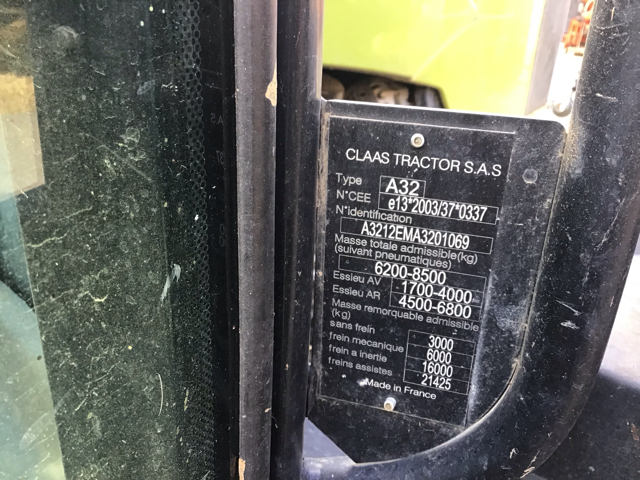 CLAAS TRACTOR S.A.S
Type A32
N°CEE e13*2003/37*0337
N°identification
A3212EMA3201069
Masse totale admissible(kg)
(suivant pneumatiques)
6200-8500
Essieu AV 1700-4000
Essieu AR 4500-6800
Masse remorquable admissible
(kg)
sans frein 3000
frein mecanique 6000
frein a inertie 16000
freins assistes 21425
Made in France